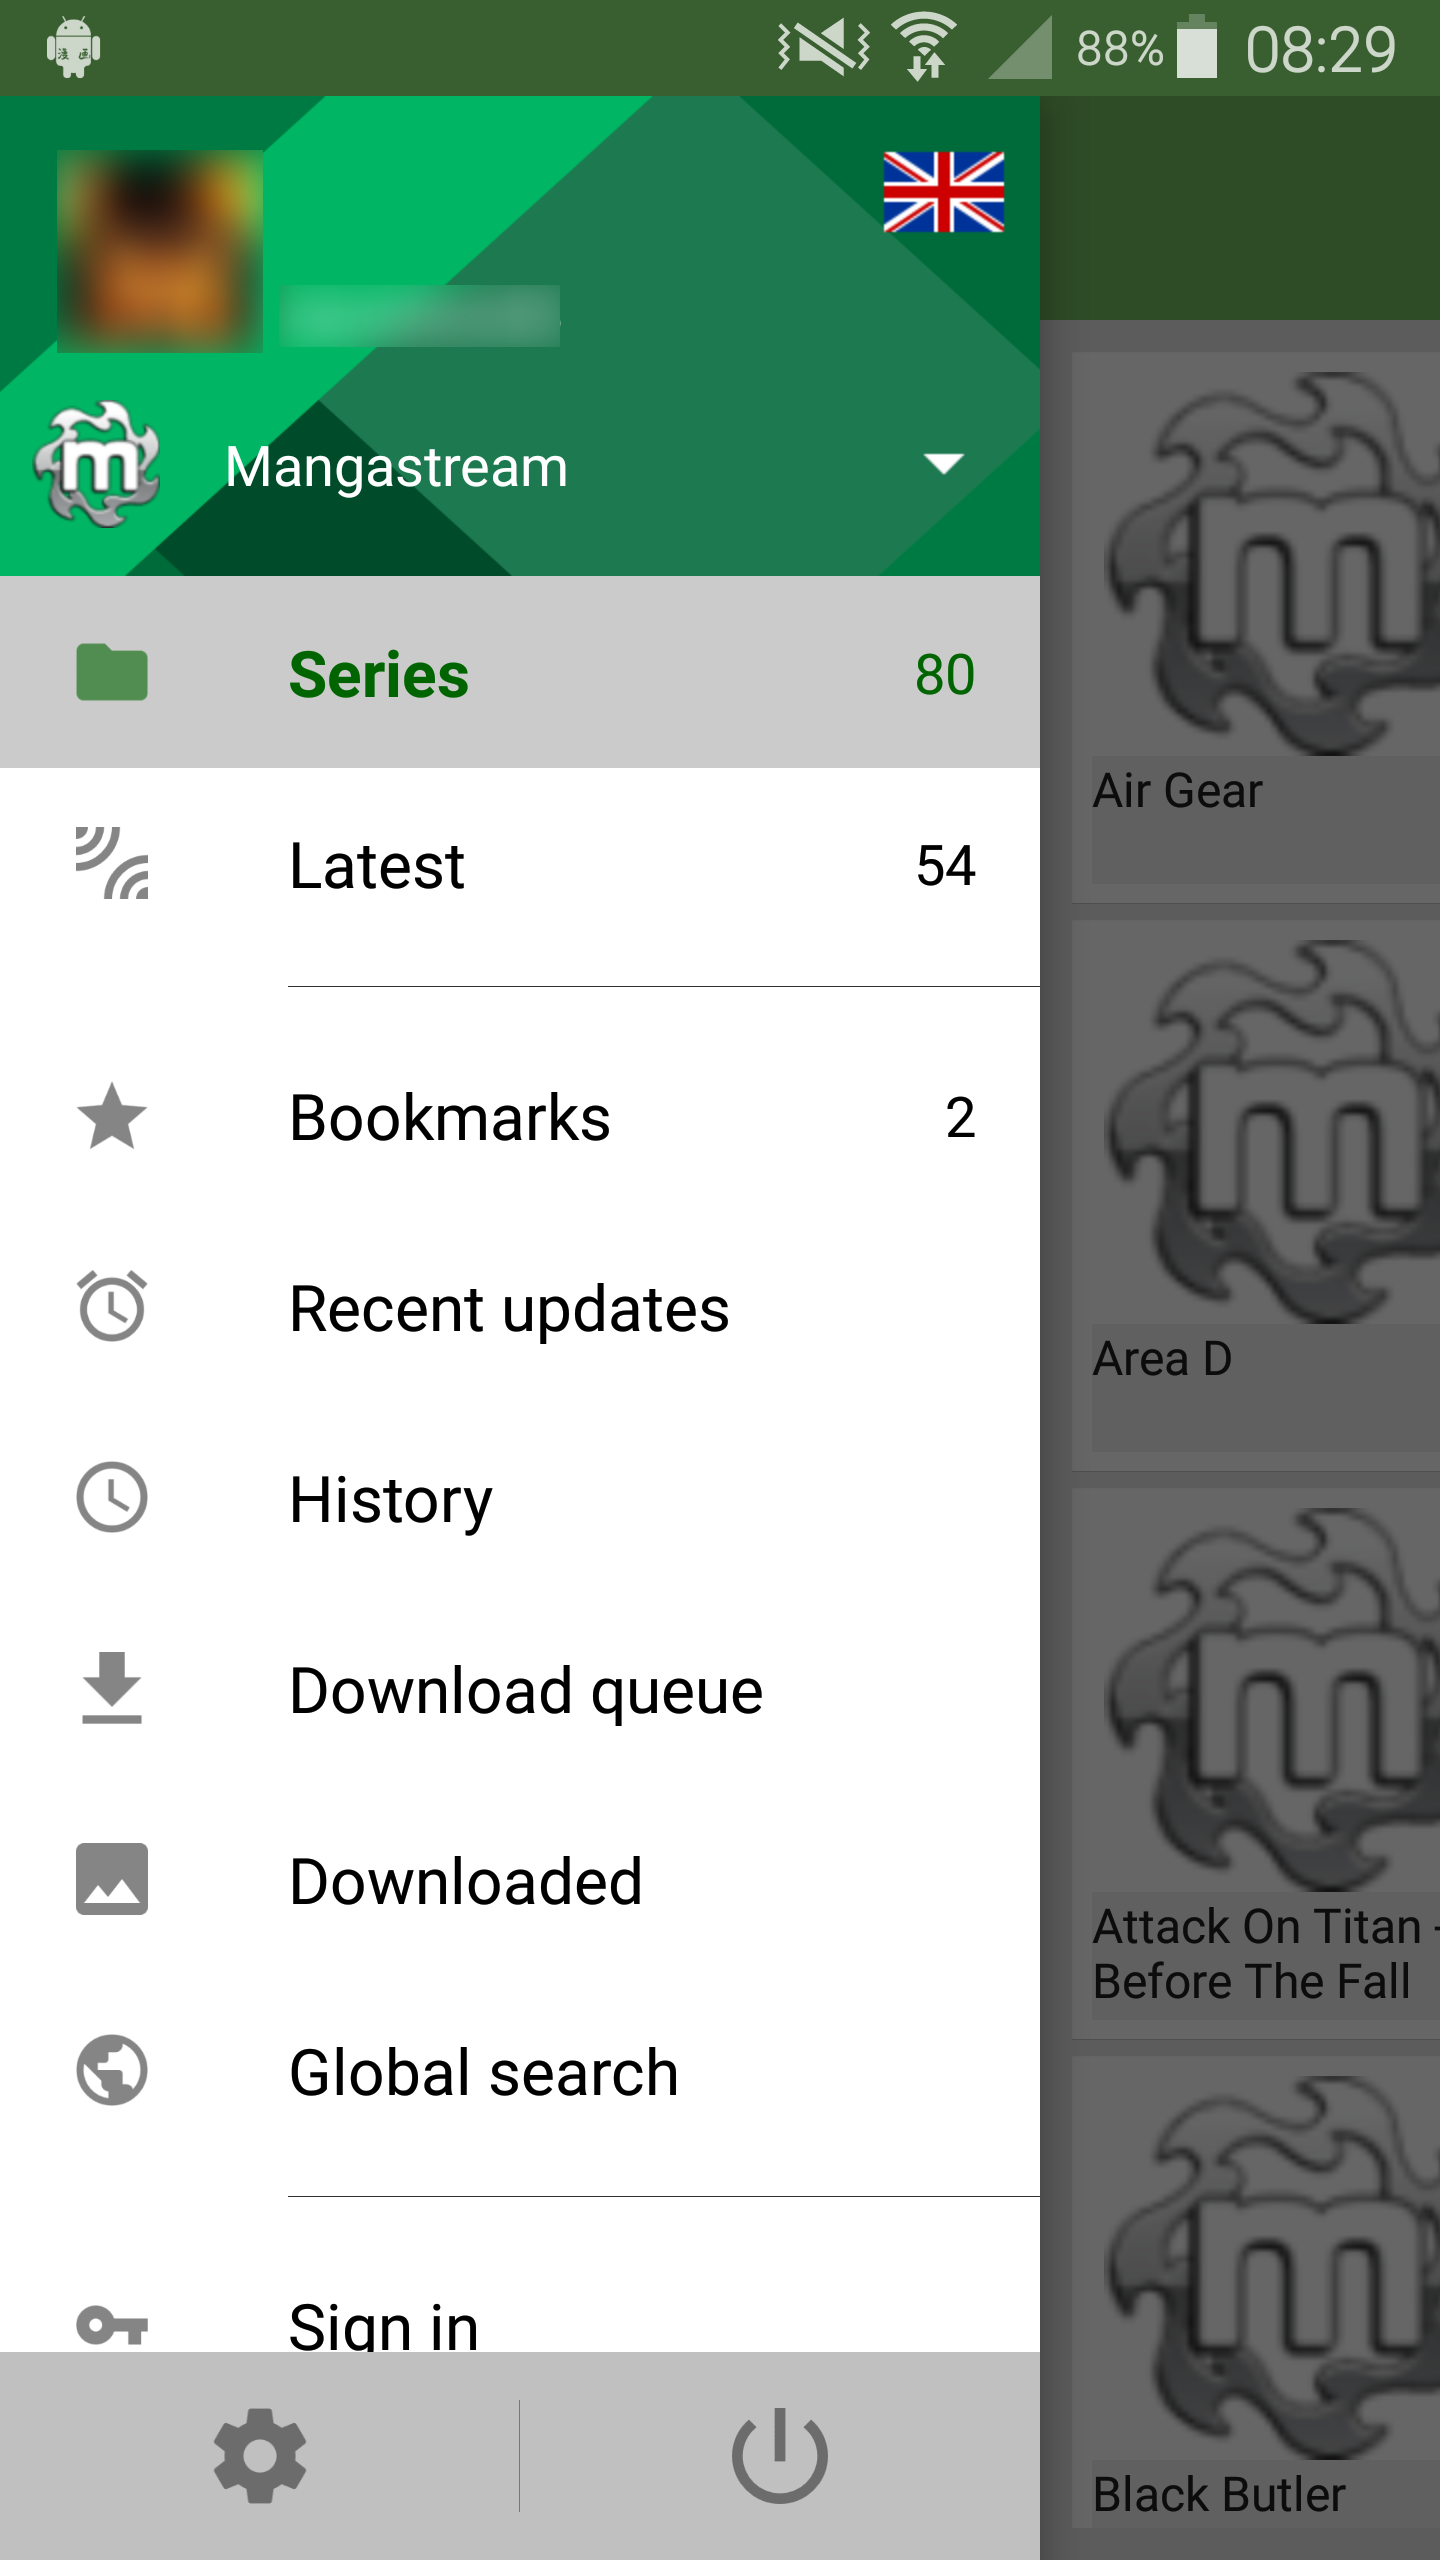 88% 08:29
Mangastream
Series 80
Latest 54
Bookmarks 2
Recent updates
History
Download queue
Downloaded
Global search
Sign in
m
Air Gear
m
Area D
m
Attack On Titan -
Before The Fall
m
Black Butler